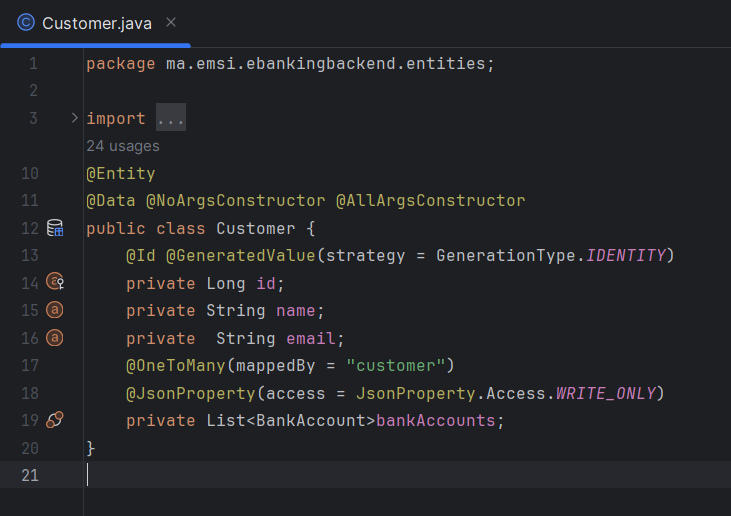 Customer.java
1 package ma.emsi.ebankingbackend.entities;
2
3 import ...
24 usages
10 @Entity
11 @Data @NoArgsConstructor @AllArgsConstructor
12 public class Customer {
13 @Id @GeneratedValue(strategy = GenerationType.IDENTITY)
14 private Long id;
15 private String name;
16 private  String email;
17 @OneToMany(mappedBy = "customer")
18 @JsonProperty(access = JsonProperty.Access.WRITE_ONLY)
19 private List<BankAccount>bankAccounts;
20 }
21